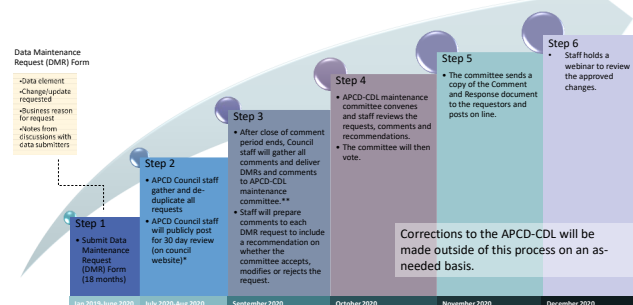 Data Maintenance
Request (DMR) Form
•Data element
•Change/update
requested
•Business reason
for request
•Notes from
discussions with
data submitters
Step 1
• Submit Data
Maintenance
Request
(DMR) Form
(18 months)
Jan 2019-June 2020
Step 2
• APCD Council staff
gather and de-
duplicate all
requests
• APCD Council staff
will publicly post
for 30 day review
(on council
website)*
July 2020-Aug 2020
Step 3
• After close of comment
period ends, Council
staff will gather all
comments and deliver
DMRs and comments
to APCD-CDL
maintenance
committee.**
• Staff will prepare
comments to each
DMR request to include
a recommendation on
whether the
committee accepts,
modifies or rejects the
request.
September 2020
Step 4
• APCD-CDL maintenance
committee convenes
and staff reviews the
requests, comments and
recommendations.
• The committee will then
vote.
October 2020
Step 5
• The committee sends a
copy of the Comment
and Response document
to the requestors and
posts on line.
November 2020
Step 6
• Staff holds a
webinar to review
the approved
changes.
December 2020
Corrections to the APCD-CDL will be
made outside of this process on an as-
needed basis.